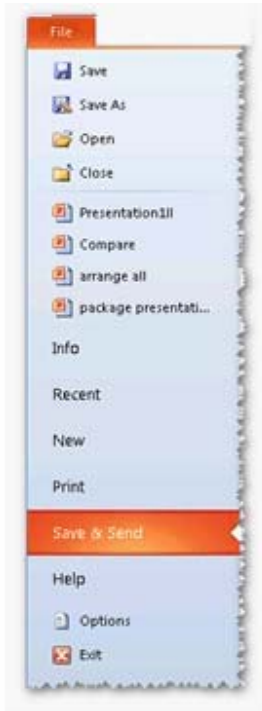 File
Save
Save As
Open
Close
Presentation1ll
Compare
arrange all
package presentati...
Info
Recent
New
Print
Save & Send
Help
Options
Exit